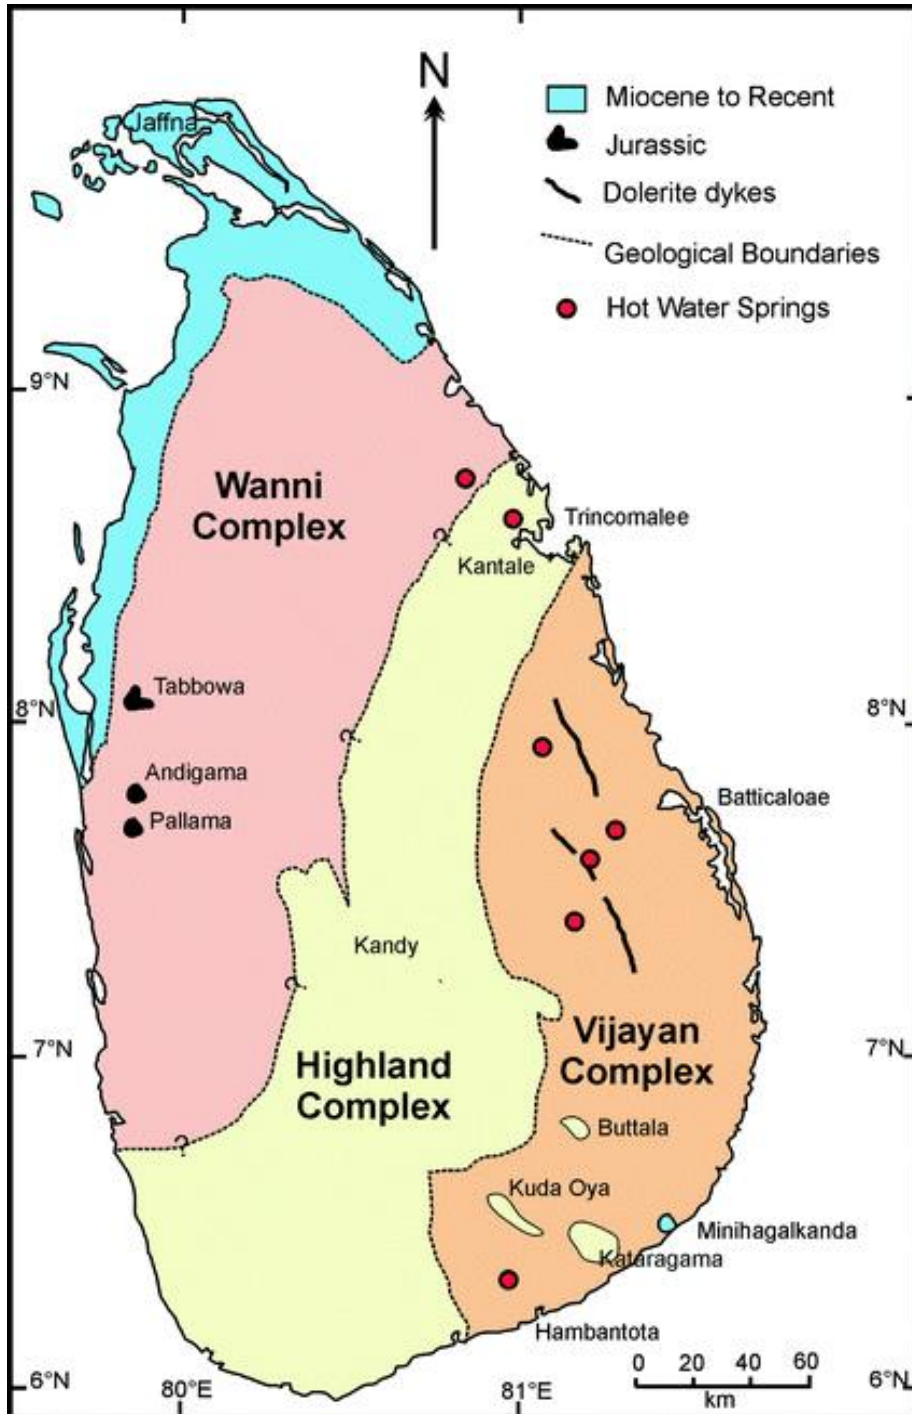 N
Miocene to Recent
Jurassic
Dolerite dykes
Geological Boundaries
Hot Water Springs
Jaffna
9°N
Wanni
Complex
Trincomalee
Kantale
Tabbowa
8°N
8°N
Andigama
Pallama
Batticaloae
Kandy
7°N
7°N
Vijayan
Complex
Highland
Complex
Buttala
Kuda Oya
Minihagalkanda
Kataragama
Hambantota
0 20 40 60
km
6°N
80°E
81°E
6°N